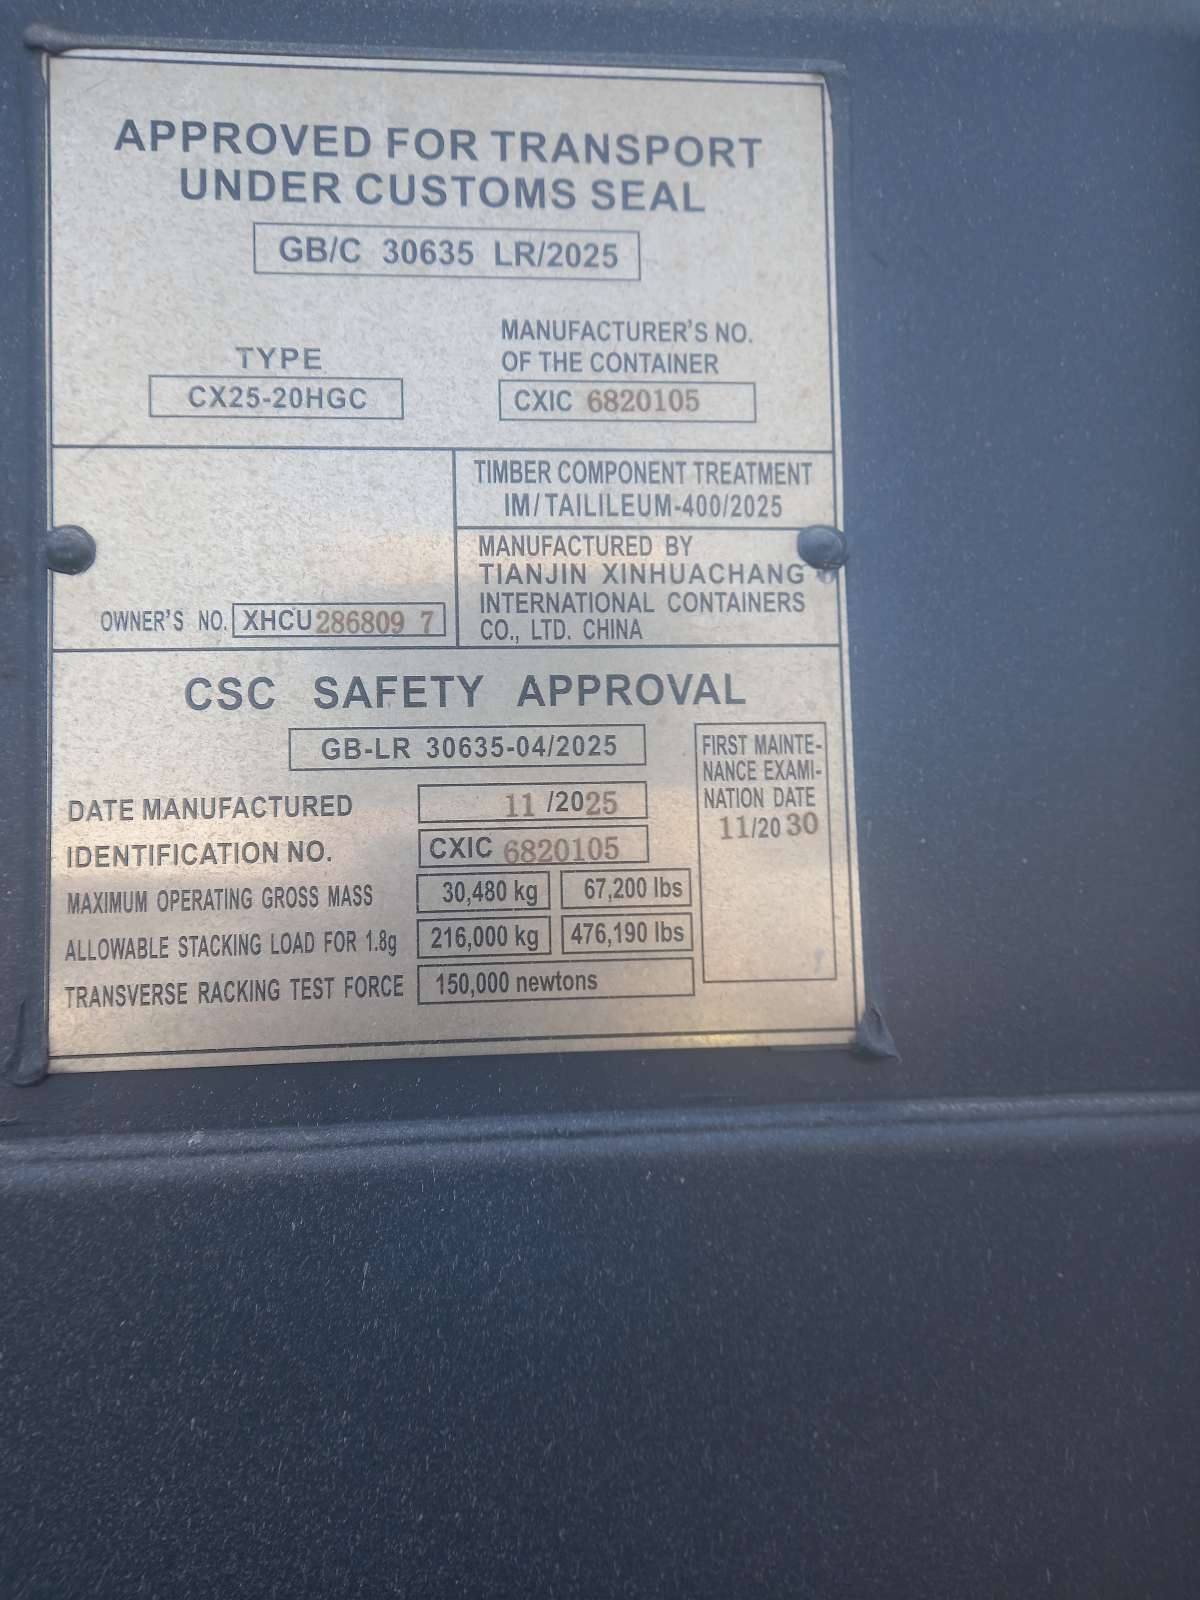 APPROVED FOR TRANSPORT
UNDER CUSTOMS SEAL
GB/C 30635 LR/2025
TYPE
CX25-20HGC
MANUFACTURER'S NO.
OF THE CONTAINER
CXIC 6820105
TIMBER COMPONENT TREATMENT
IM/TAILILEUM-400/2025
MANUFACTURED BY
TIANJIN XINHUACHANG
INTERNATIONAL CONTAINERS
CO., LTD. CHINA
OWNER'S NO. XHCU 286809 7
CSC SAFETY APPROVAL
GB-LR 30635-04/2025
DATE MANUFACTURED 11/2025
IDENTIFICATION NO. CXIC 6820105
MAXIMUM OPERATING GROSS MASS 30,480 kg 67,200 lbs
ALLOWABLE STACKING LOAD FOR 1.8g 216,000 kg 476,190 lbs
TRANSVERSE RACKING TEST FORCE 150,000 newtons
FIRST MAINTE-
NANCE EXAMI-
NATION DATE
11/2030